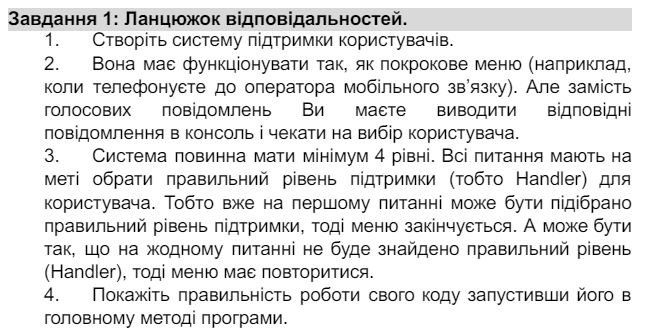 Завдання 1: Ланцюжок відповідальностей.
1. Створіть систему підтримки користувачів.
2. Вона має функціонувати так, як покрокове меню (наприклад,
коли телефонуєте до оператора мобільного зв’язку). Але замість
голосових повідомлень Ви маєте виводити відповідні
повідомлення в консоль і чекати на вибір користувача.
3. Система повинна мати мінімум 4 рівні. Всі питання мають на
меті обрати правильний рівень підтримки (тобто Handler) для
користувача. Тобто вже на першому питанні може бути підібрано
правильний рівень підтримки, тоді меню закінчується. А може бути
так, що на жодному питанні не буде знайдено правильний рівень
(Handler), тоді меню має повторитися.
4. Покажіть правильність роботи свого коду запустивши його в
головному методі програми.